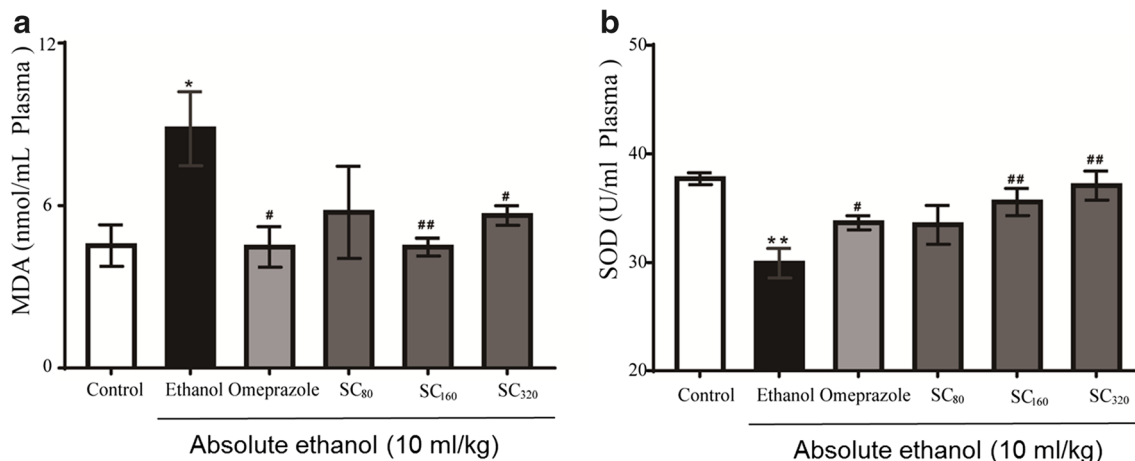 a
MDA (nmol/mL Plasma )
12
6
0
*
#
##
#
Control Ethanol Omeprazole SC80 SC160 SC320
Absolute ethanol (10 ml/kg)
b
SOD (U/ml Plasma )
50
40
30
20
**
#
##
##
Control Ethanol Omeprazole SC80 SC160 SC320
Absolute ethanol (10 ml/kg)